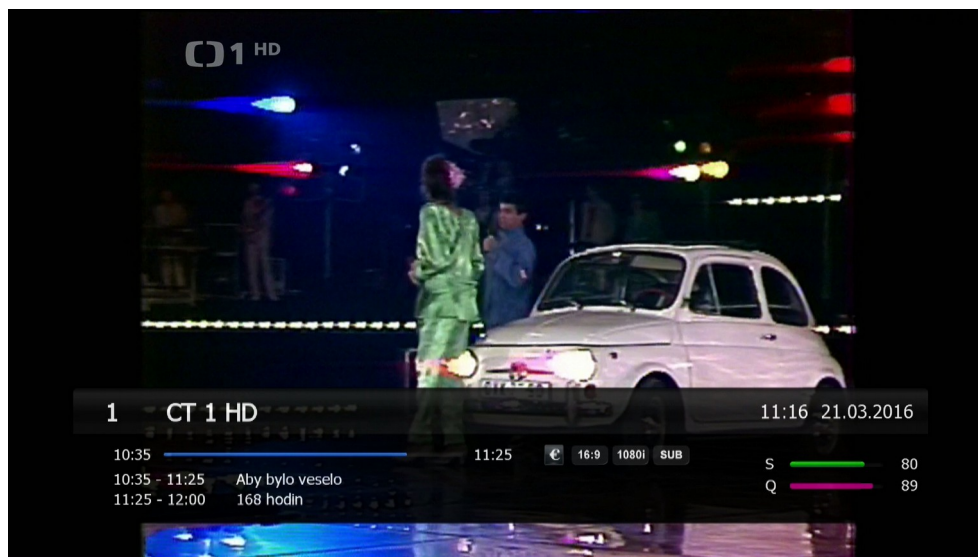 1 HD
1 CT 1 HD 11:16 21.03.2016
10:35 11:25 € 16:9 1080i SUB
S 80
10:35 - 11:25 Aby bylo veselo
Q 89
11:25 - 12:00 168 hodin